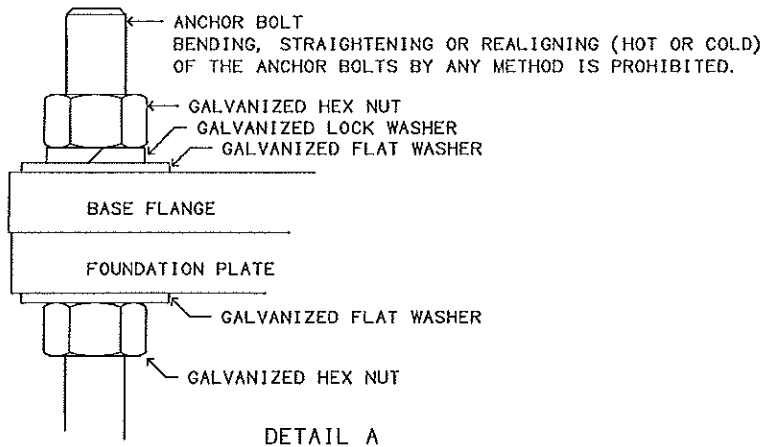 ANCHOR BOLT
BENDING, STRAIGHTENING OR REALIGNING (HOT OR COLD)
OF THE ANCHOR BOLTS BY ANY METHOD IS PROHIBITED.
GALVANIZED HEX NUT
GALVANIZED LOCK WASHER
GALVANIZED FLAT WASHER
BASE FLANGE
FOUNDATION PLATE
GALVANIZED FLAT WASHER
GALVANIZED HEX NUT
DETAIL A